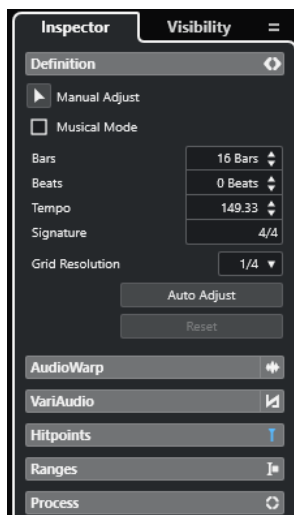 Inspector Visibility
Definition
Manual Adjust
Musical Mode
Bars 16 Bars
Beats 0 Beats
Tempo 149.33
Signature 4/4
Grid Resolution 1/4
Auto Adjust
Reset
AudioWarp
VariAudio
Hitpoints
Ranges
Process